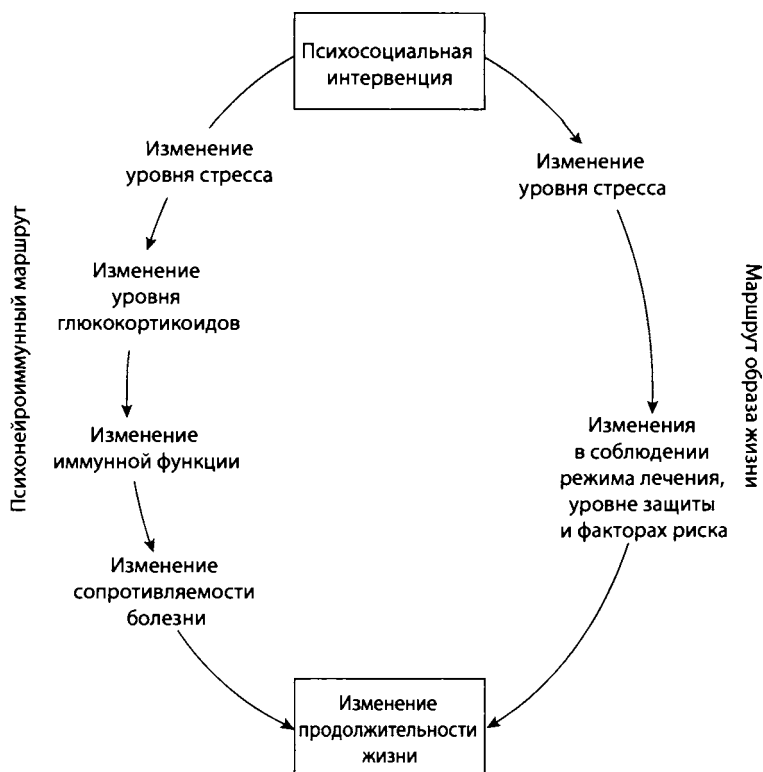 Психосоциальная
интервенция
Изменение
уровня стресса
Изменение
уровня стресса
Психонейроиммунный маршрут
Изменение
уровня
глюкокортикоидов
Маршрут образа жизни
Изменение
иммунной функции
Изменения
в соблюдении
режима лечения,
уровне защиты
и факторах риска
Изменение
сопротивляемости
болезни
Изменение
продолжительности
жизни